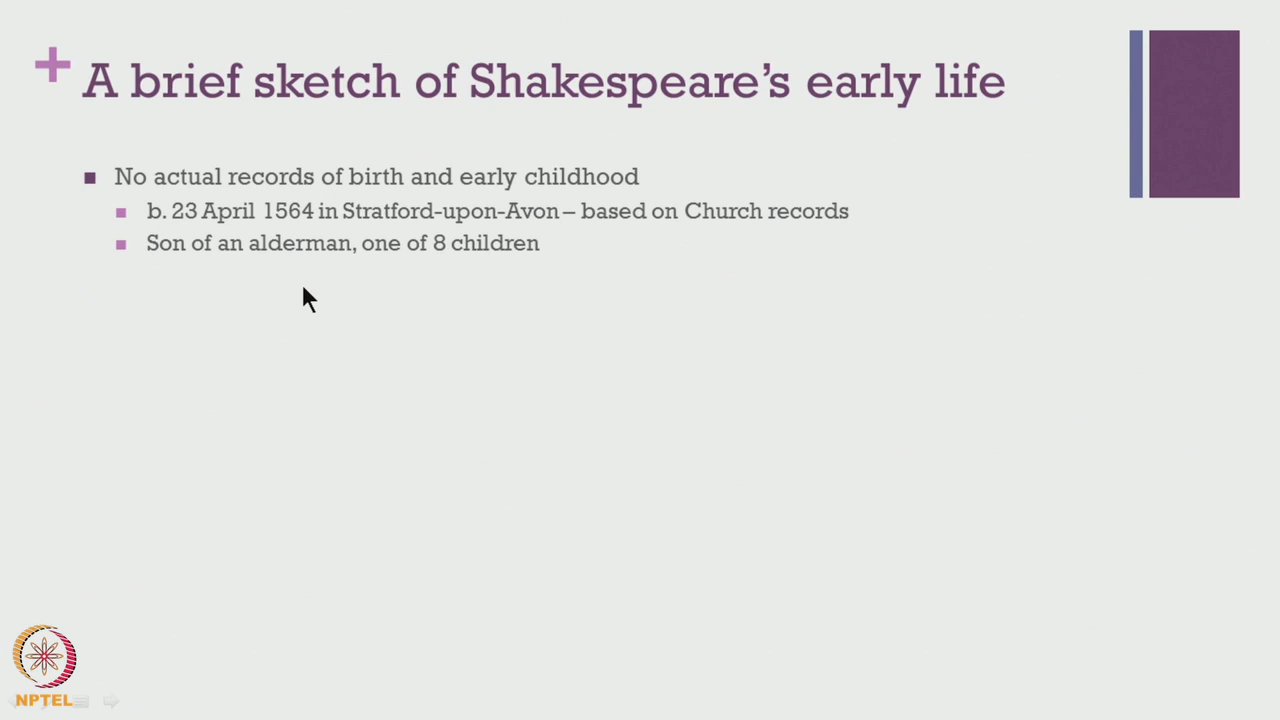 + A brief sketch of Shakespeare's early life
No actual records of birth and early childhood
b. 23 April 1564 in Stratford-upon-Avon – based on Church records
Son of an alderman, one of 8 children
NPTEL